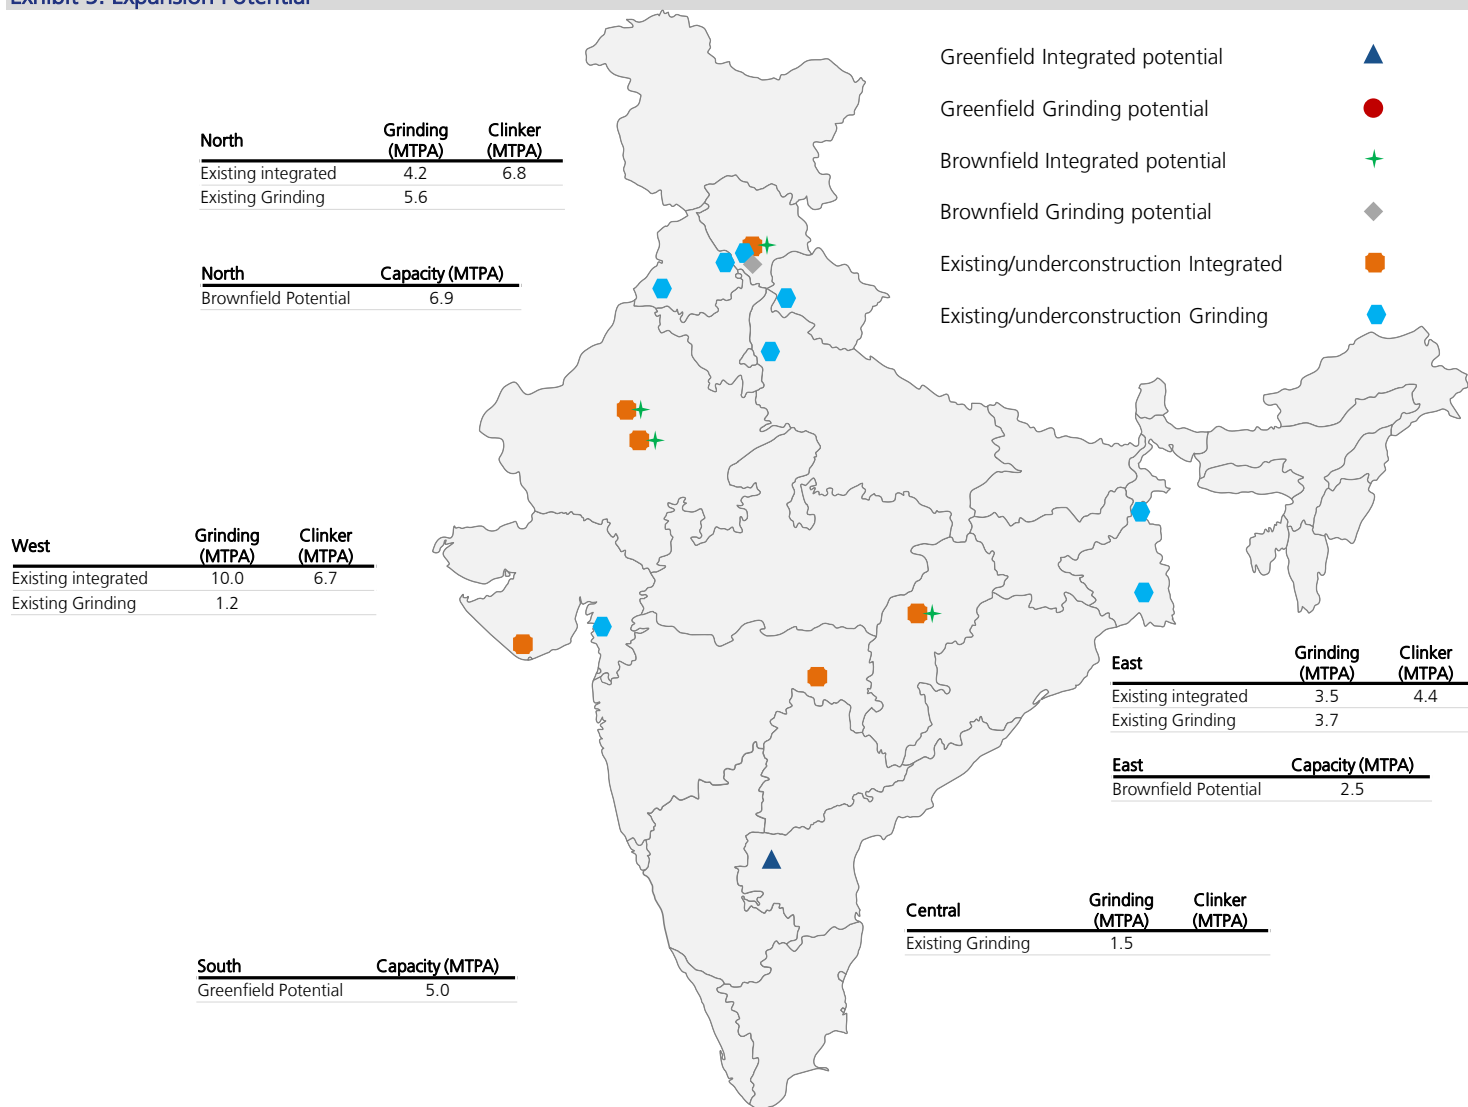 Exhibit 5: Expansion Potential
Greenfield Integrated potential
Greenfield Grinding potential
Brownfield Integrated potential
Brownfield Grinding potential
Existing/underconstruction Integrated
Existing/underconstruction Grinding
North Grinding (MTPA) Clinker (MTPA)
Existing integrated 4.2 6.8
Existing Grinding 5.6
North Capacity (MTPA)
Brownfield Potential 6.9
West Grinding (MTPA) Clinker (MTPA)
Existing integrated 10.0 6.7
Existing Grinding 1.2
East Grinding (MTPA) Clinker (MTPA)
Existing integrated 3.5 4.4
Existing Grinding 3.7
East Capacity (MTPA)
Brownfield Potential 2.5
Central Grinding (MTPA) Clinker (MTPA)
Existing Grinding 1.5
South Capacity (MTPA)
Greenfield Potential 5.0